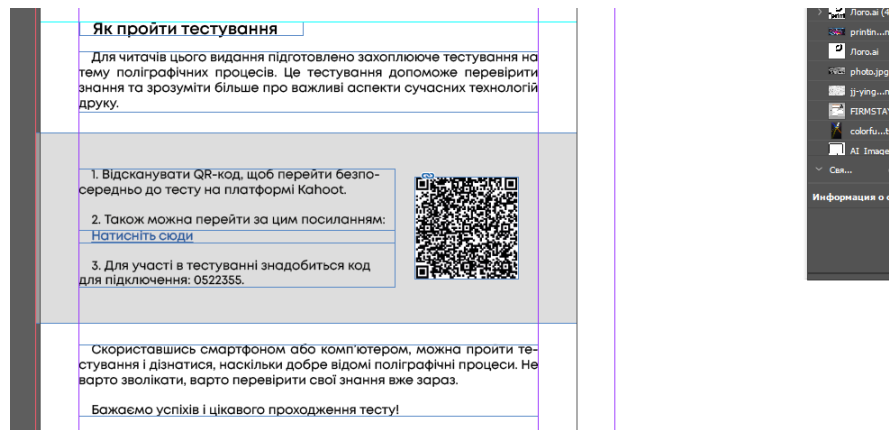 Як пройти тестування
Для читачів цього видання підготовлено захоплююче тестування на
тему поліграфічних процесів. Це тестування допоможе перевірити
знання та зрозуміти більше про важливі аспекти сучасних технологій
друку.
1. Відсканувати QR-код, щоб перейти безпо-
середньо до тесту на платформі Kahoot.
2. Також можна перейти за цим посиланням:
Натисніть сюди
3. Для участі в тестуванні знадобиться код
для підключення: 0522355.
Скориставшись смартфоном або комп'ютером, можна пройти те-
стування і дізнатися, наскільки добре відомі поліграфічні процеси. Не
варто зволікати, варто перевірити свої знання вже зараз.
Бажаємо успіхів і цікавого проходження тесту!
Лого.ai (4
printin...n
Лого.ai
photo.jpg
jj-ying...n
FIRMSTA
colorfu...t
AI Image
Свя...
Информация о с